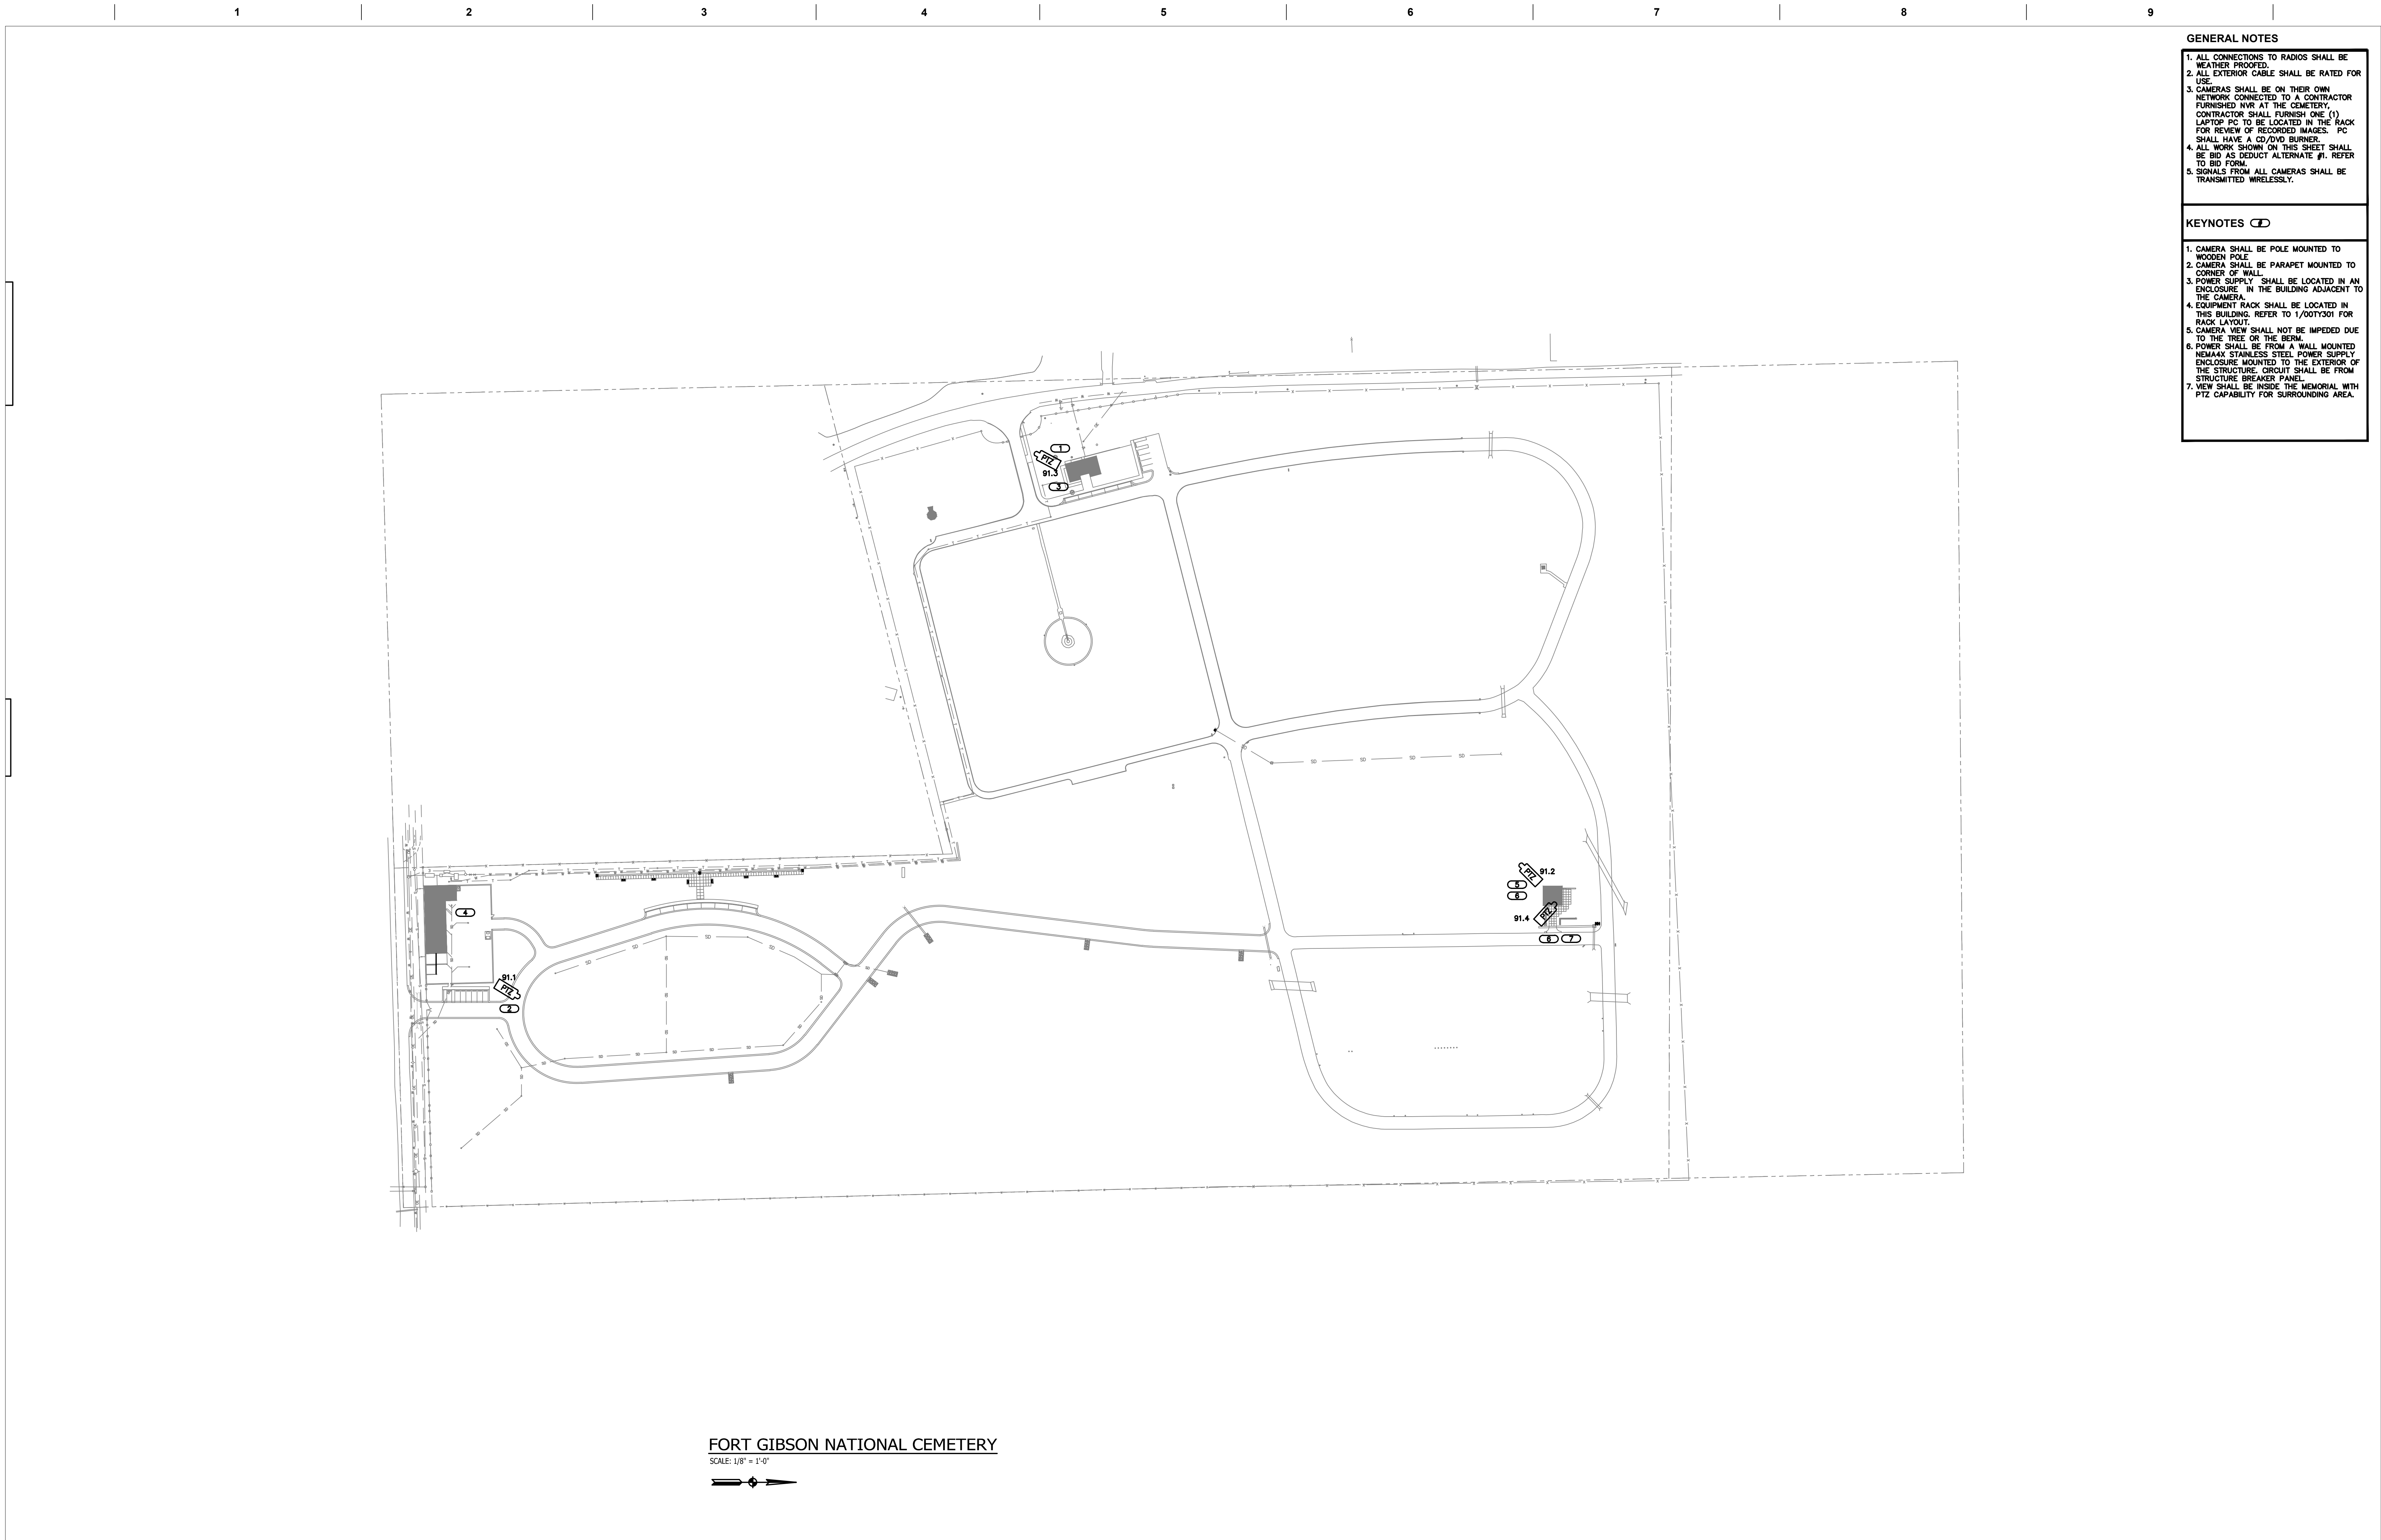 1 2 3 4 5 6 7 8 9
GENERAL NOTES
1. ALL CONNECTIONS TO RADIOS SHALL BE
WEATHER PROOFED.
2. ALL EXTERIOR CABLE SHALL BE RATED FOR
USE.
3. CAMERAS SHALL BE ON THEIR OWN
NETWORK CONNECTED TO A CONTRACTOR
FURNISHED NVR AT THE CEMETERY,
CONTRACTOR SHALL FURNISH ONE (1)
LAPTOP PC TO BE LOCATED IN THE RACK
FOR REVIEW OF RECORDED IMAGES. PC
SHALL HAVE A CD/DVD BURNER.
4. ALL WORK SHOWN ON THIS SHEET SHALL
BE BID AS DEDUCT ALTERNATE #1. REFER
TO BID FORM.
5. SIGNALS FROM ALL CAMERAS SHALL BE
TRANSMITTED WIRELESSLY.
KEYNOTES #
1. CAMERA SHALL BE POLE MOUNTED TO
WOODEN POLE
2. CAMERA SHALL BE PARAPET MOUNTED TO
CORNER OF WALL.
3. POWER SUPPLY SHALL BE LOCATED IN AN
ENCLOSURE IN THE BUILDING ADJACENT TO
THE CAMERA.
4. EQUIPMENT RACK SHALL BE LOCATED IN
THIS BUILDING. REFER TO 1/00TY301 FOR
RACK LAYOUT.
5. CAMERA VIEW SHALL NOT BE IMPEDED DUE
TO THE TREE OR THE BERM.
6. POWER SHALL BE FROM A WALL MOUNTED
NEMA4X STAINLESS STEEL POWER SUPPLY
ENCLOSURE MOUNTED TO THE EXTERIOR OF
THE STRUCTURE. CIRCUIT SHALL BE FROM
STRUCTURE BREAKER PANEL.
7. VIEW SHALL BE INSIDE THE MEMORIAL WITH
PTZ CAPABILITY FOR SURROUNDING AREA.
1
PTZ
91.3
3
SD SD SD SD
PTZ 91.2
5
6
PTZ
91.4
6 7
4
91.1
PTZ
2
SD SD SD SD
FORT GIBSON NATIONAL CEMETERY
SCALE: 1/8" = 1'-0"